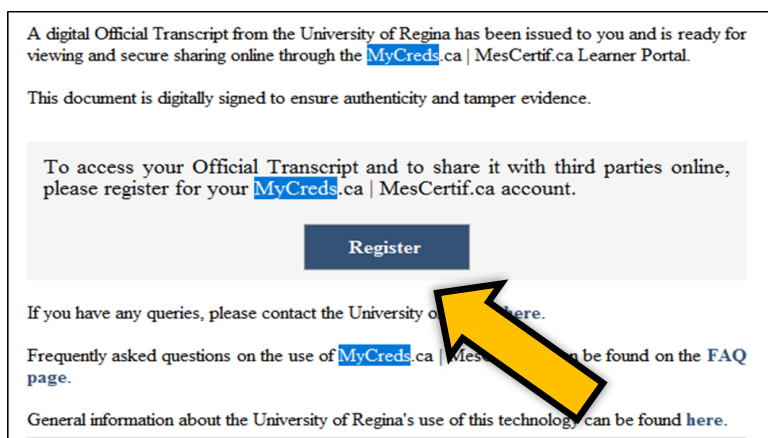 A digital Official Transcript from the University of Regina has been issued to you and is ready for
viewing and secure sharing online through the MyCreds.ca | MesCertif.ca Learner Portal.
This document is digitally signed to ensure authenticity and tamper evidence.
To access your Official Transcript and to share it with third parties online,
please register for your MyCreds.ca | MesCertif.ca account.
Register
If you have any queries, please contact the University here.
Frequently asked questions on the use of MyCreds.ca | be found on the FAQ
page.
General information about the University of Regina's use of this technology can be found here.